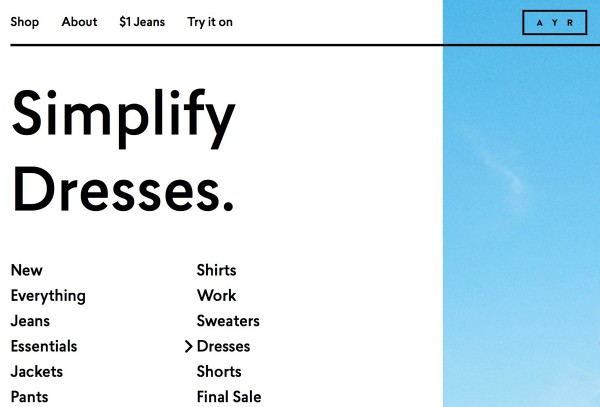 Shop About $1 Jeans Try it on
A Y R
Simplify
Dresses.
New
Everything
Jeans
Essentials
Jackets
Pants
Shirts
Work
Sweaters
Dresses
Shorts
Final Sale